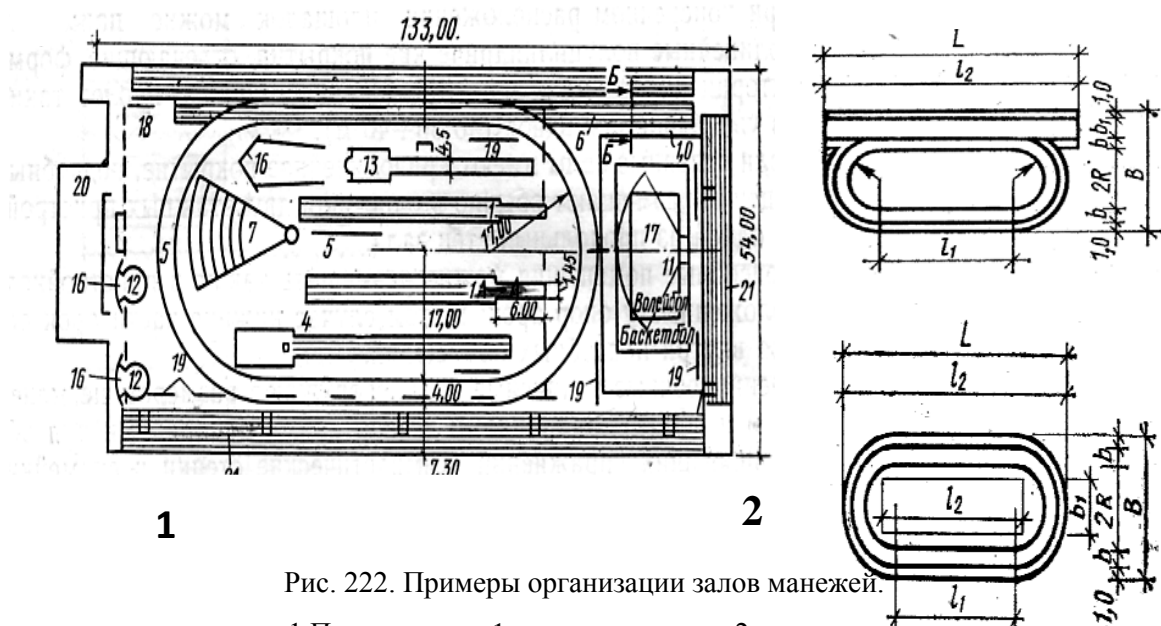 133,00.
18
Б
6
1,0
Б
20
16
13
4,5
19
5
7
5
1
17,00
17
11
54,00
21
16
12
1
1,45
Волейбол
6.00
17,00
4
Баскетбол
16
12
19
4,00
19
19
7.30
L
l₂
1,0
b₁
2R
B
b
1,0
l₁
L
l₂
l₂
b
b₁
2R
B
b
1,0
l₁
1
2
Рис. 222. Примеры организации залов манежей.